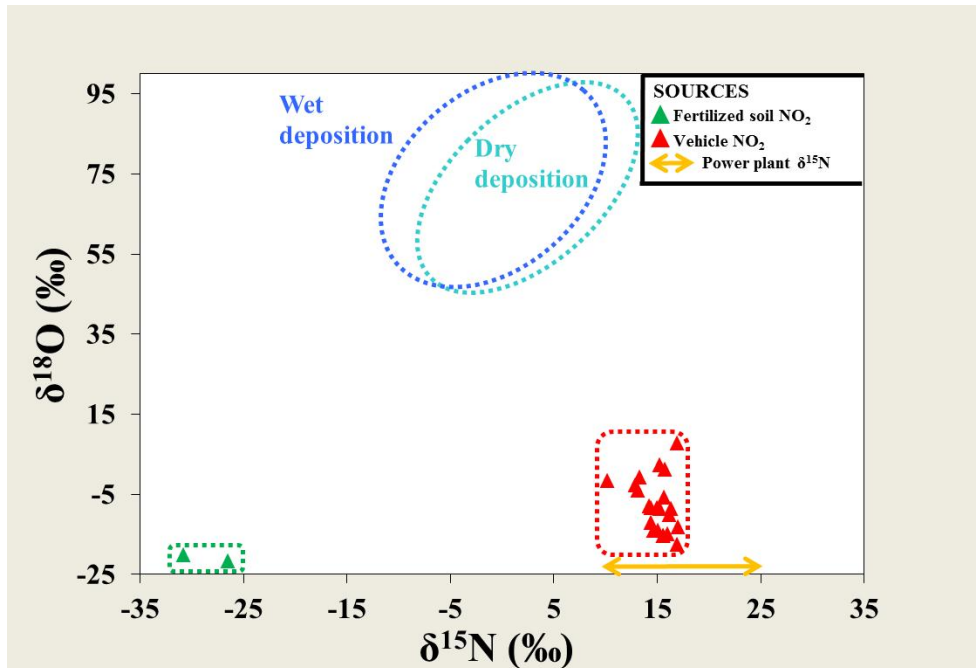 95
75
55
35
15
-5
-25
δ¹⁸O (‰)
Wet
deposition
Dry
deposition
SOURCES
Fertilized soil NO₂
Vehicle NO₂
Power plant δ¹⁵N
-35
-25
-15
-5
5
15
25
35
δ¹⁵N (‰)